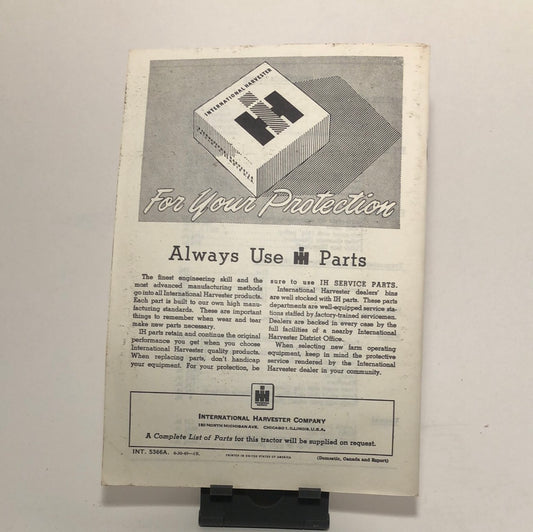 INTERNATIONAL HARVESTER
IH
For Your Protection
Always Use IH Parts
The finest engineering skill and the
most advanced manufacturing methods
go into all International Harvester products.
Each part is built to our own high manu-
facturing standards. These are important
things to remember when wear and tear
make new parts necessary.
IH parts retain and continue the original
performance you get when you choose
International Harvester quality products.
When replacing parts, don't handicap
your equipment. For your protection, be
sure to use IH SERVICE PARTS.
International Harvester dealers' bins
are well stocked with IH parts. These parts
departments are well-equipped service sta-
tions staffed by factory-trained servicemen.
Dealers are backed in every case by the
full facilities of a nearby International
Harvester District Office.
When selecting new farm operating
equipment, keep in mind the protective
service rendered by the International
Harvester dealer in your community.
IH
INTERNATIONAL HARVESTER COMPANY
180 NORTH MICHIGAN AVE. CHICAGO 1, ILLINOIS, U.S.A.
A Complete List of Parts for this tractor will be supplied on request.
INT. 5366A.
PRINTED IN UNITED STATES OF AMERICA
(Domestic, Canada and Export)